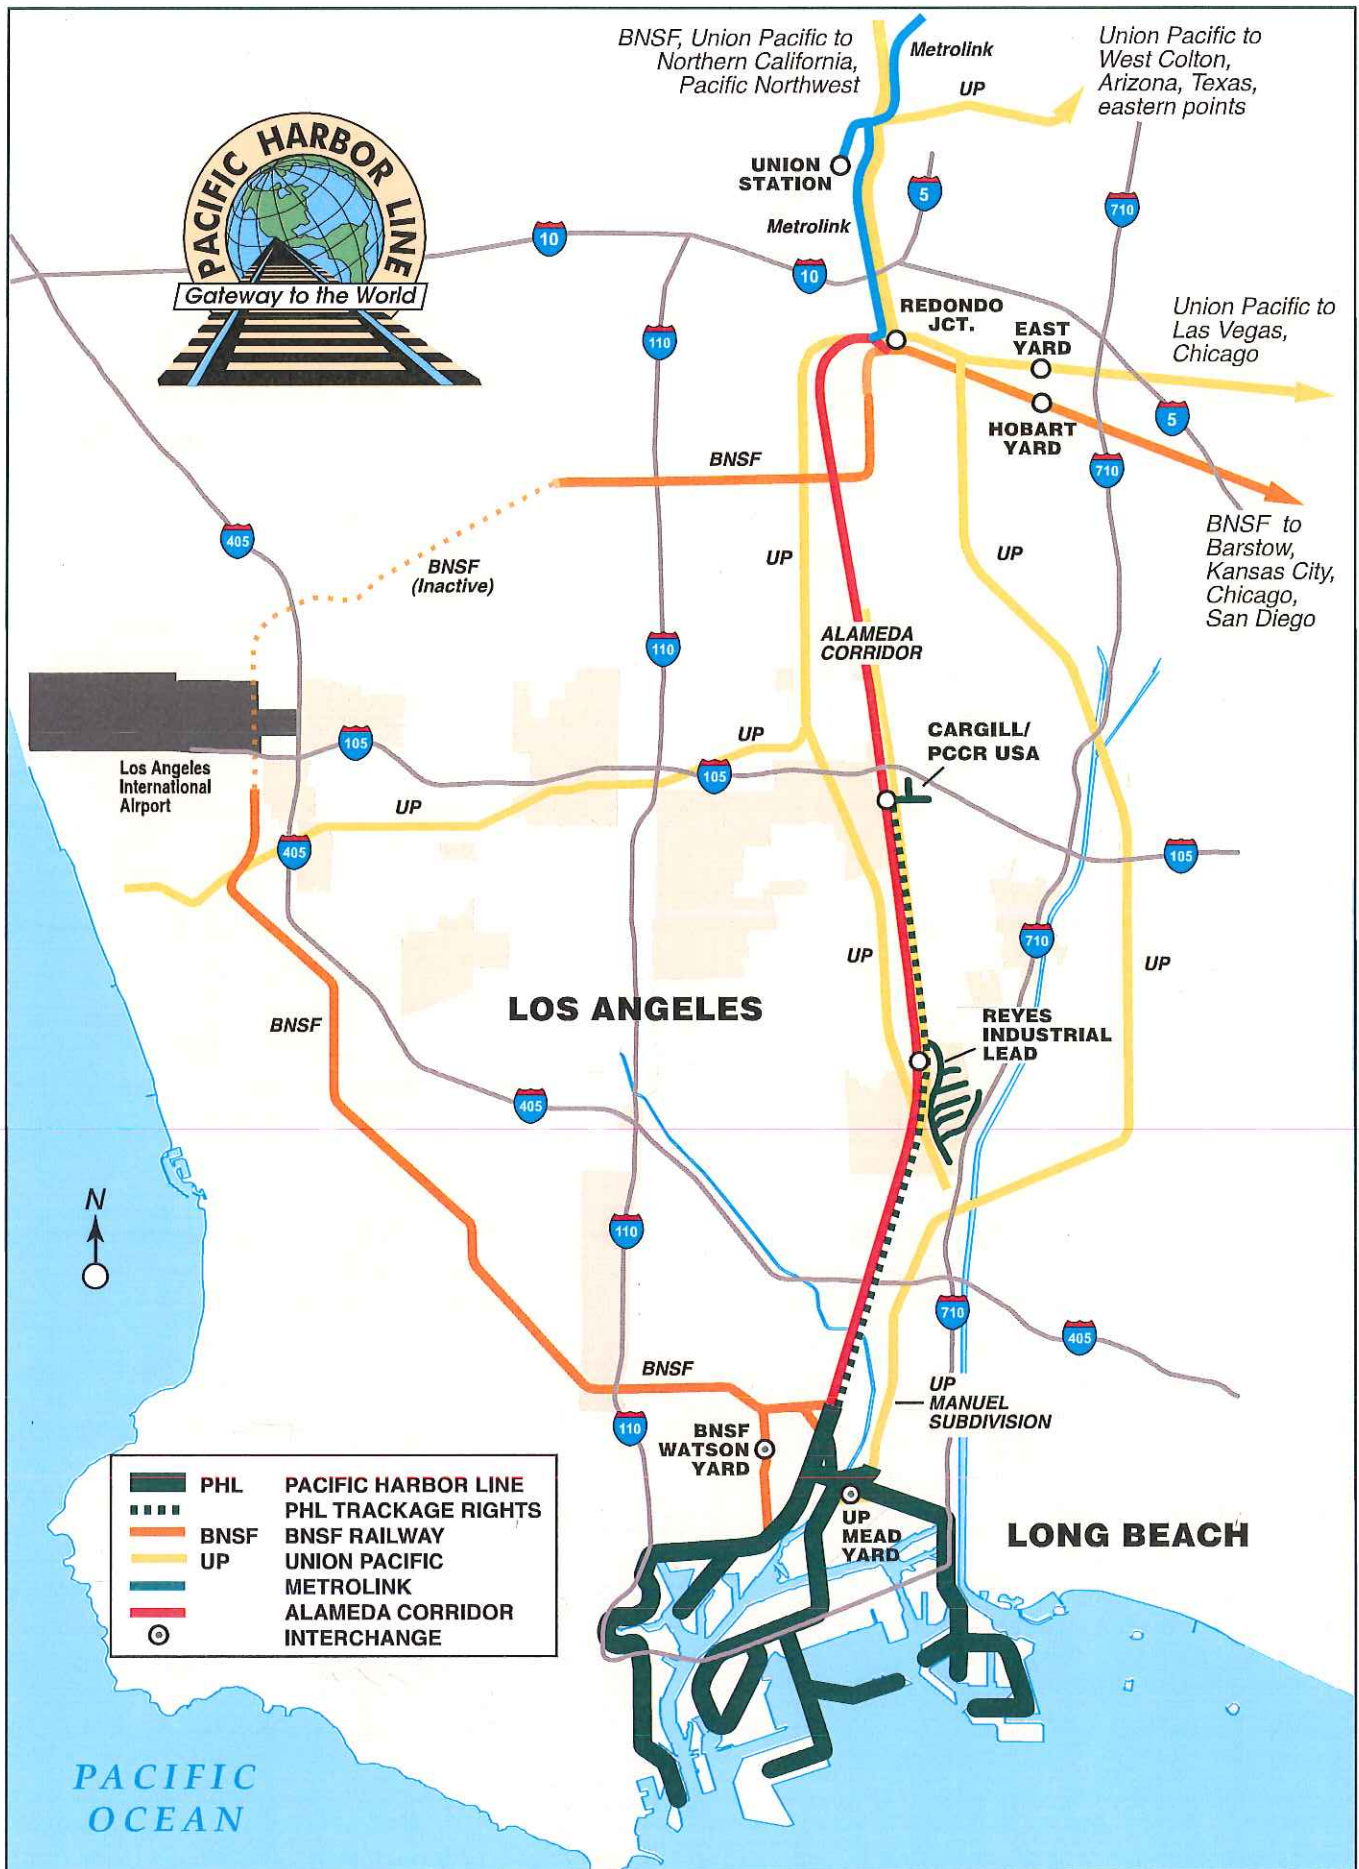 BNSF, Union Pacific to
Northern California,
Pacific Northwest
Metrolink
UP
Union Pacific to
West Colton,
Arizona, Texas,
eastern points
PACIFIC HARBOR LINE
Gateway to the World
UNION
STATION
Metrolink
5
710
10
10
110
REDONDO
JCT.
EAST
YARD
Union Pacific to
Las Vegas,
Chicago
HOBART
YARD
5
BNSF
710
405
BNSF
(Inactive)
UP
UP
BNSF to
Barstow,
Kansas City,
Chicago,
San Diego
ALAMEDA
CORRIDOR
110
105
UP
105
CARGILL/
PCCR USA
Los Angeles
International
Airport
UP
405
105
710
UP
UP
LOS ANGELES
BNSF
REYES
INDUSTRIAL
LEAD
405
N
110
710
405
BNSF
UP
MANUEL
SUBDIVISION
110
BNSF
WATSON
YARD
PHL PACIFIC HARBOR LINE
PHL TRACKAGE RIGHTS
BNSF BNSF RAILWAY
UP UNION PACIFIC
METROLINK
ALAMEDA CORRIDOR
INTERCHANGE
UP
MEAD
YARD
LONG BEACH
PACIFIC
OCEAN